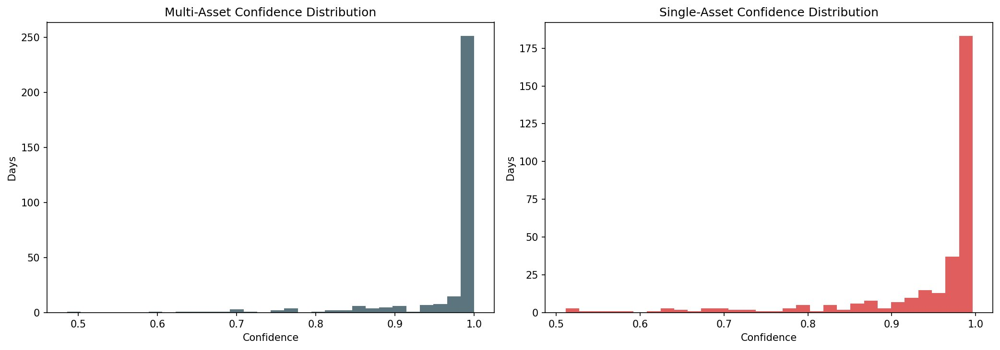 Multi-Asset Confidence Distribution
250
200
150
100
50
0
Days
0.5 0.6 0.7 0.8 0.9 1.0
Confidence
Single-Asset Confidence Distribution
175
150
125
100
75
50
25
0
Days
0.5 0.6 0.7 0.8 0.9 1.0
Confidence